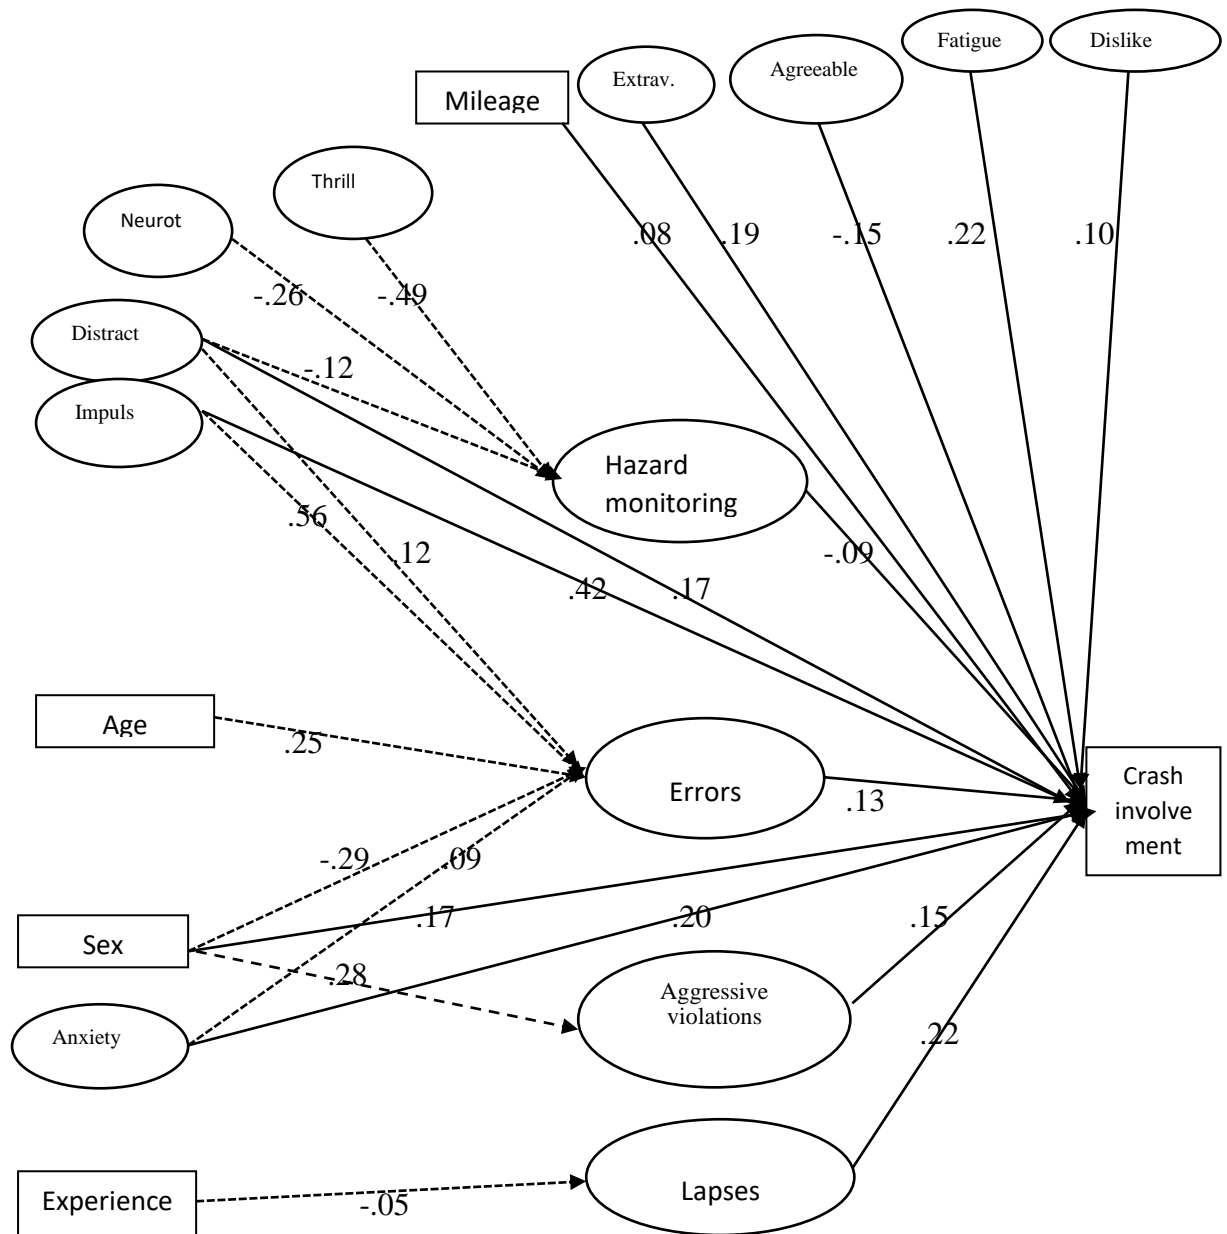 Fatigue
Dislike
Agreeable
Extrav.
Mileage
Thrill
Neurot
.08
.19
-.15
.22
.10
-.26
-.49
Distract
-.12
Impuls
Hazard
monitoring
.56
.12
-.09
.42
.17
Age
.25
Errors
.13
Crash
involve
ment
-.29
.09
Sex
.17
.20
.15
.28
Aggressive
violations
Anxiety
.22
Experience
-.05
Lapses